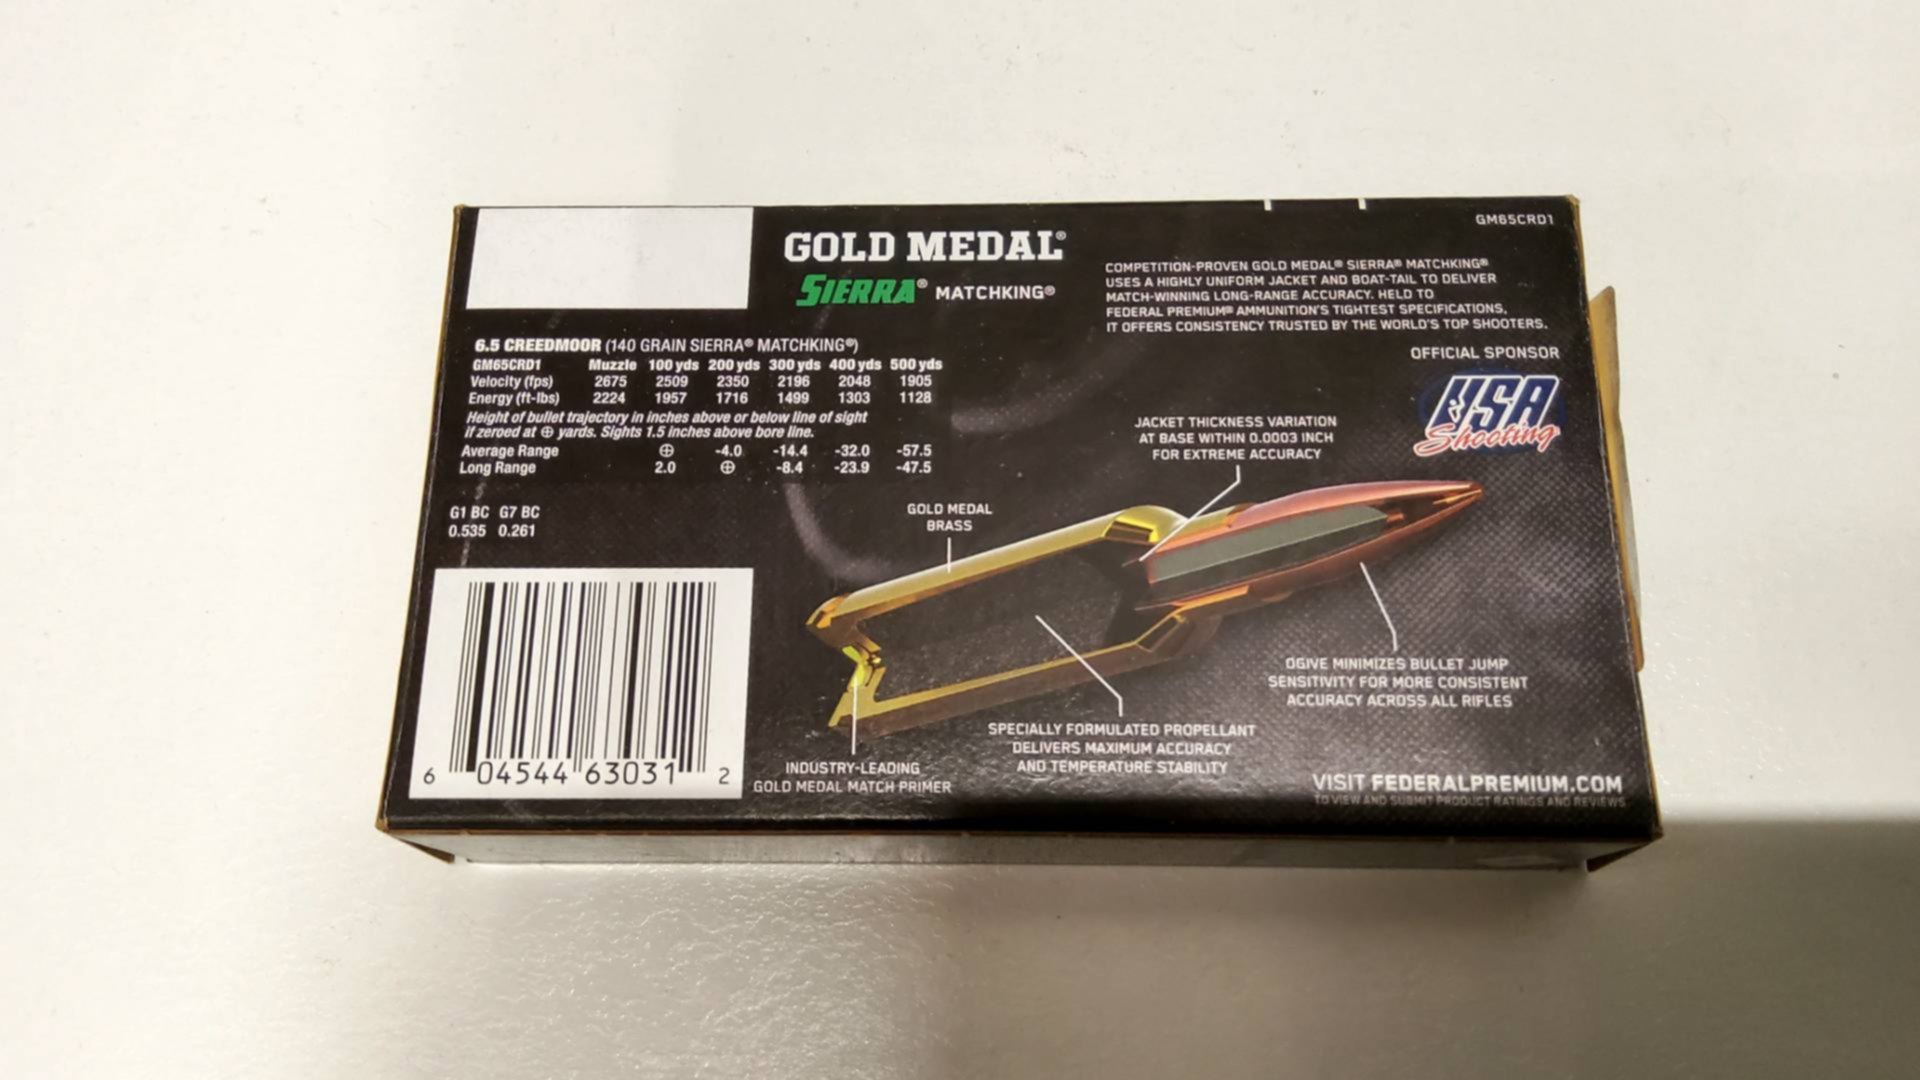 GM65CRD1
GOLD MEDAL®
SIERRA® MATCHKING®
COMPETITION-PROVEN GOLD MEDAL® SIERRA® MATCHKING®
USES A HIGHLY UNIFORM JACKET AND BOAT-TAIL TO DELIVER
MATCH-WINNING LONG-RANGE ACCURACY. HELD TO
FEDERAL PREMIUM® AMMUNITION'S TIGHTEST SPECIFICATIONS,
IT OFFERS CONSISTENCY TRUSTED BY THE WORLD'S TOP SHOOTERS.
OFFICIAL SPONSOR
USA
Shooting
6.5 CREEDMOOR (140 GRAIN SIERRA® MATCHKING®)
GM65CRD1 Muzzle 100 yds 200 yds 300 yds 400 yds 500 yds
Velocity (fps) 2675 2509 2350 2196 2048 1905
Energy (ft-lbs) 2224 1957 1716 1499 1303 1128
Height of bullet trajectory in inches above or below line of sight
if zeroed at ⊕ yards. Sights 1.5 inches above bore line.
Average Range ⊕ -4.0 -14.4 -32.0 -57.5
Long Range 2.0 ⊕ -8.4 -23.9 -47.5
G1 BC G7 BC
0.535 0.261
JACKET THICKNESS VARIATION
AT BASE WITHIN 0.0003 INCH
FOR EXTREME ACCURACY
GOLD MEDAL
BRASS
OGIVE MINIMIZES BULLET JUMP
SENSITIVITY FOR MORE CONSISTENT
ACCURACY ACROSS ALL RIFLES
SPECIALLY FORMULATED PROPELLANT
DELIVERS MAXIMUM ACCURACY
AND TEMPERATURE STABILITY
INDUSTRY-LEADING
GOLD MEDAL MATCH PRIMER
6 04544 63031 2
VISIT FEDERALPREMIUM.COM
TO VIEW AND SUBMIT PRODUCT RATINGS AND REVIEWS